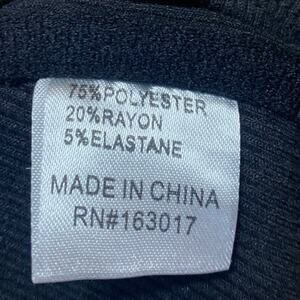 75%POLYESTER
20%RAYON
5%ELASTANE
MADE IN CHINA
RN#163017